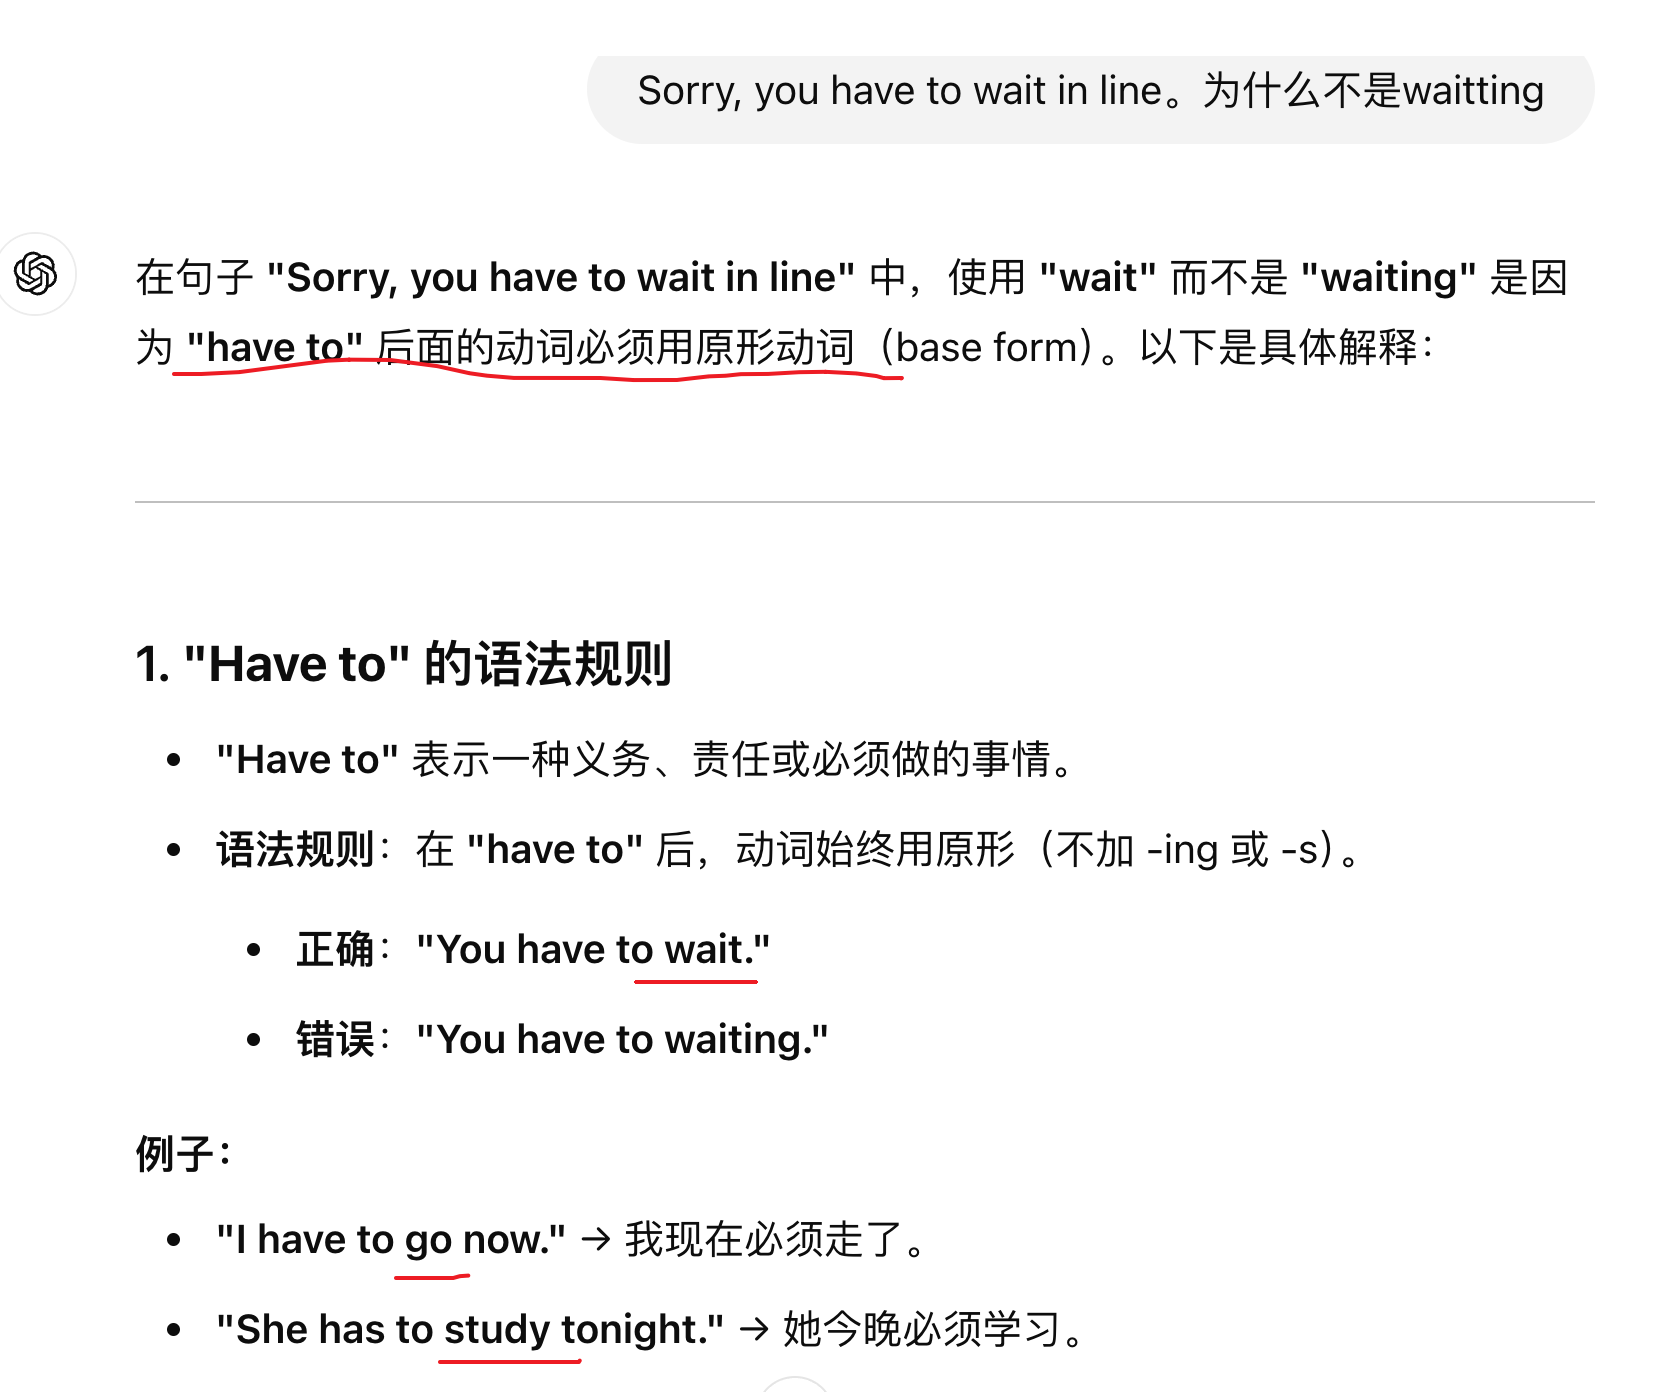 Sorry, you have to wait in line。为什么不是waitting
在句子 "Sorry, you have to wait in line" 中，使用 "wait" 而不是 "waiting" 是因
为 "have to" 后面的动词必须用原形动词（base form）。以下是具体解释：
1. "Have to" 的语法规则
• "Have to" 表示一种义务、责任或必须做的事情。
• 语法规则：在 "have to" 后，动词始终用原形（不加 -ing 或 -s）。
• 正确："You have to wait."
• 错误："You have to waiting."
例子：
• "I have to go now." → 我现在必须走了。
• "She has to study tonight." → 她今晚必须学习。